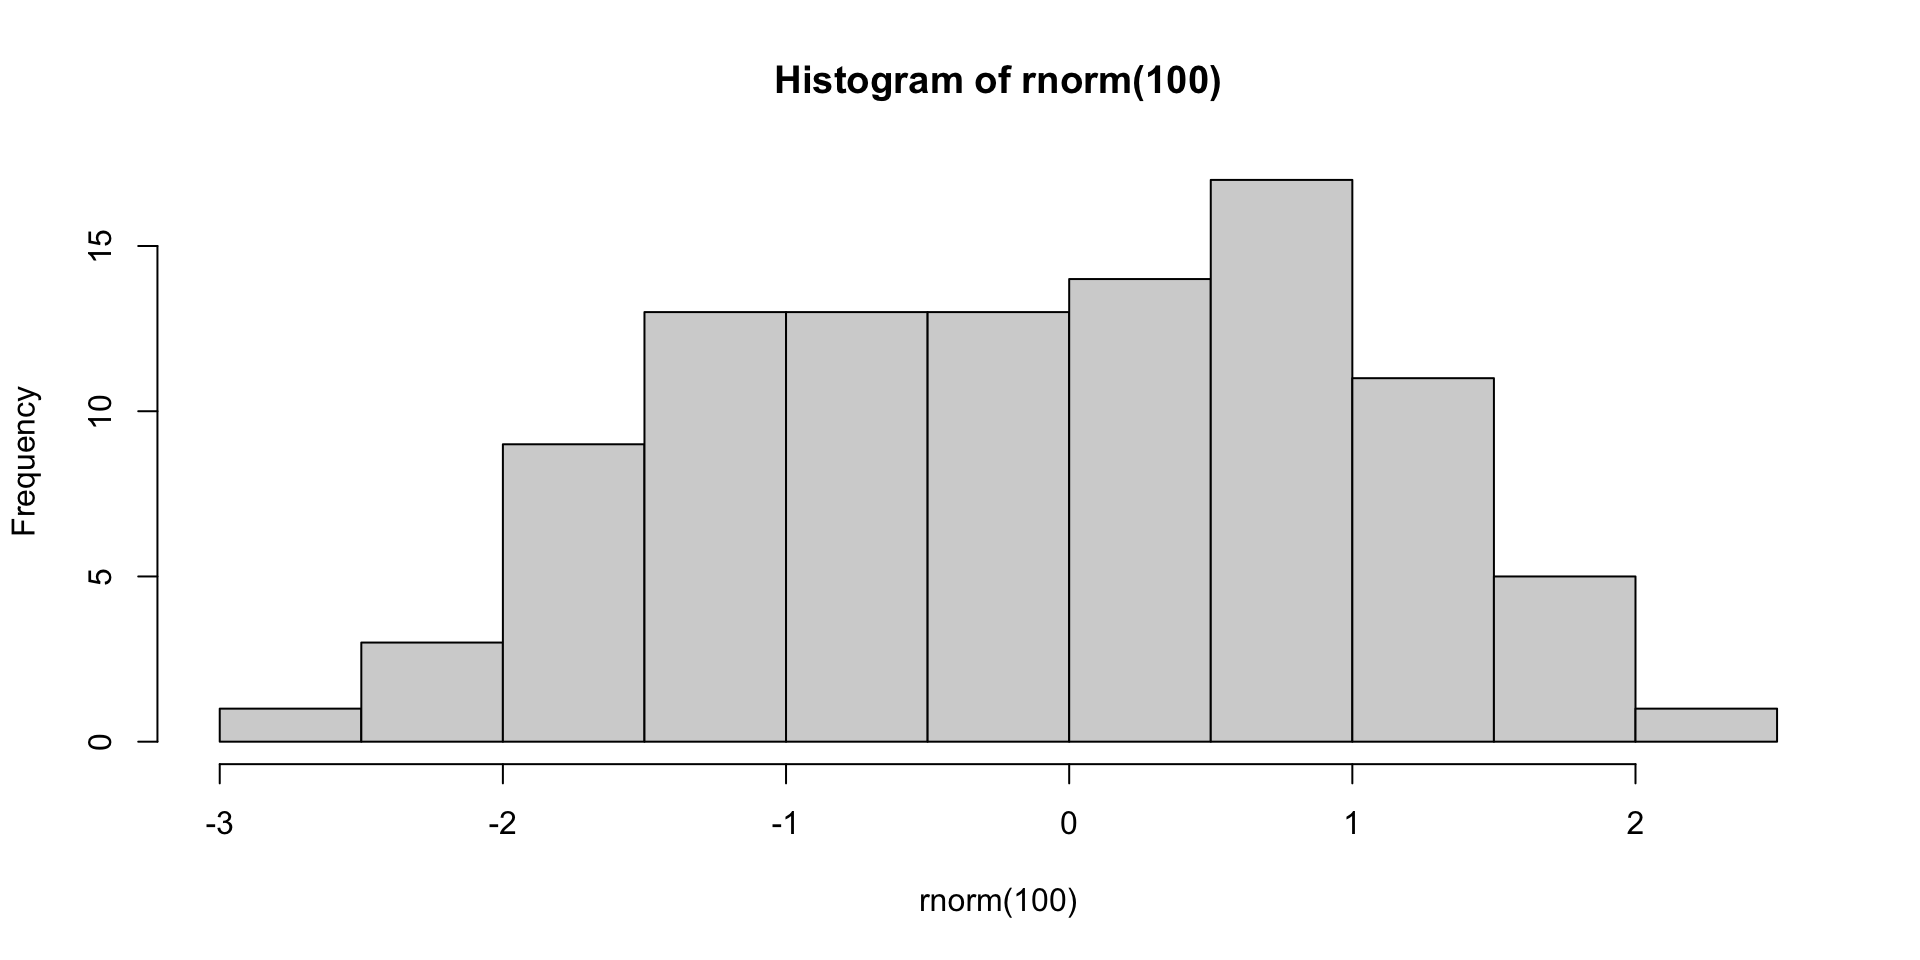 Histogram of rnorm(100)
Frequency
15
10
5
0
-3 -2 -1 0 1 2
rnorm(100)